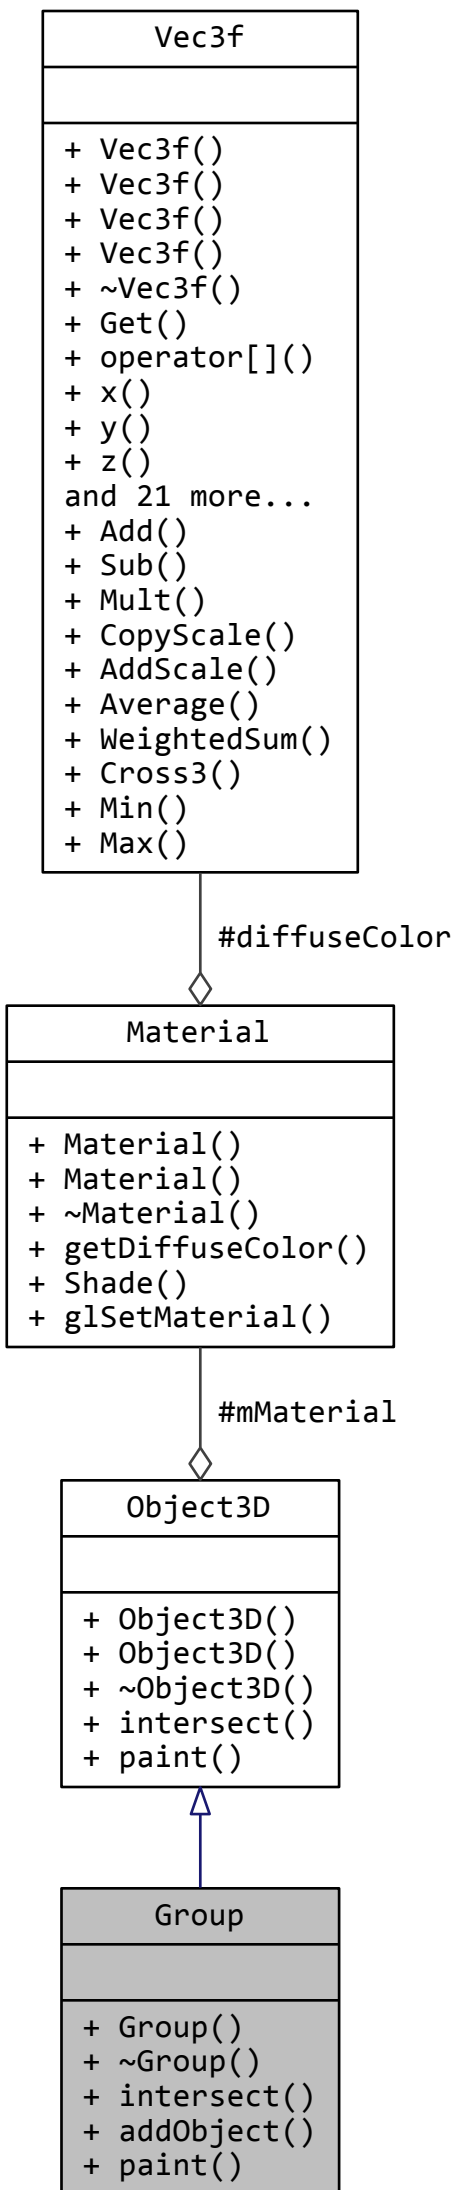 Vec3f
+ Vec3f()
+ Vec3f()
+ Vec3f()
+ Vec3f()
+ ~Vec3f()
+ Get()
+ operator[]()
+ x()
+ y()
+ z()
and 21 more...
+ Add()
+ Sub()
+ Mult()
+ CopyScale()
+ AddScale()
+ Average()
+ WeightedSum()
+ Cross3()
+ Min()
+ Max()
#diffuseColor
Material
+ Material()
+ Material()
+ ~Material()
+ getDiffuseColor()
+ Shade()
+ glSetMaterial()
#mMaterial
Object3D
+ Object3D()
+ Object3D()
+ ~Object3D()
+ intersect()
+ paint()
Group
+ Group()
+ ~Group()
+ intersect()
+ addObject()
+ paint()